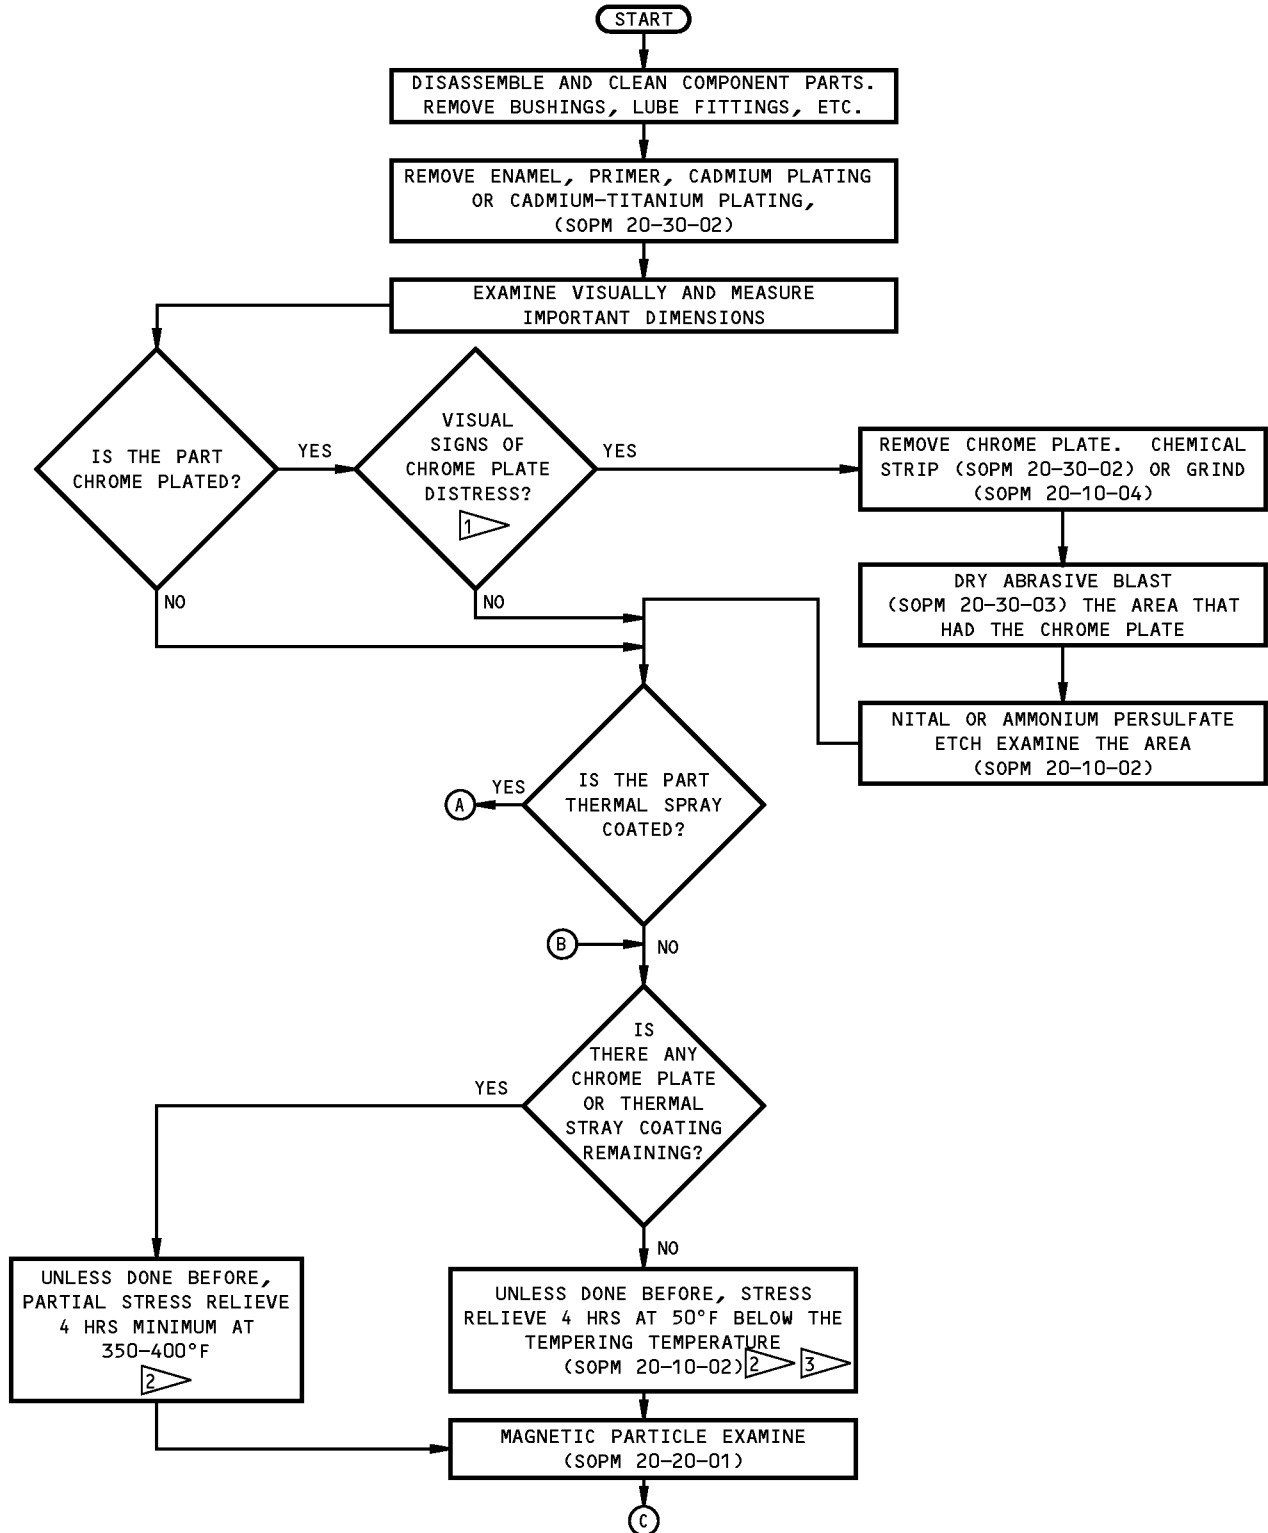 START
DISASSEMBLE AND CLEAN COMPONENT PARTS.
REMOVE BUSHINGS, LUBE FITTINGS, ETC.
REMOVE ENAMEL, PRIMER, CADMIUM PLATING
OR CADMIUM-TITANIUM PLATING,
(SOPM 20-30-02)
EXAMINE VISUALLY AND MEASURE
IMPORTANT DIMENSIONS
IS THE PART
CHROME PLATED?
YES
NO
VISUAL
SIGNS OF
CHROME PLATE
DISTRESS?
1
YES
NO
REMOVE CHROME PLATE. CHEMICAL
STRIP (SOPM 20-30-02) OR GRIND
(SOPM 20-10-04)
DRY ABRASIVE BLAST
(SOPM 20-30-03) THE AREA THAT
HAD THE CHROME PLATE
NITAL OR AMMONIUM PERSULFATE
ETCH EXAMINE THE AREA
(SOPM 20-10-02)
IS THE PART
THERMAL SPRAY
COATED?
YES
A
B
NO
IS
THERE ANY
CHROME PLATE
OR THERMAL
STRAY COATING
REMAINING?
YES
NO
UNLESS DONE BEFORE,
PARTIAL STRESS RELIEVE
4 HRS MINIMUM AT
350-400°F
2
UNLESS DONE BEFORE, STRESS
RELIEVE 4 HRS AT 50°F BELOW THE
TEMPERING TEMPERATURE
(SOPM 20-10-02) 2 3
MAGNETIC PARTICLE EXAMINE
(SOPM 20-20-01)
C